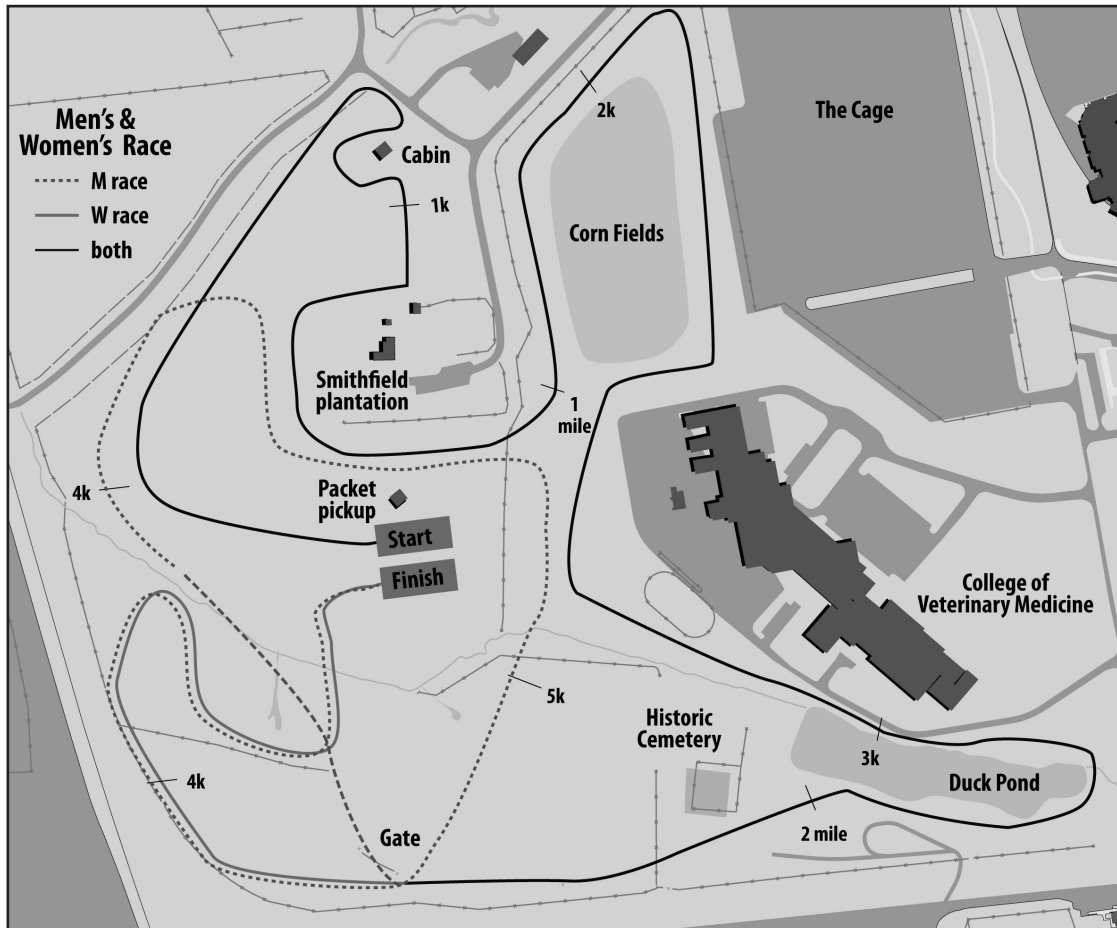 Men's &
Women's Race
M race
W race
both
2k
The Cage
Cabin
1k
Corn Fields
Smithfield
plantation
1
mile
4k
Packet
pickup
Start
Finish
College of
Veterinary Medicine
5k
Historic
Cemetery
3k
Duck Pond
4k
2 mile
Gate